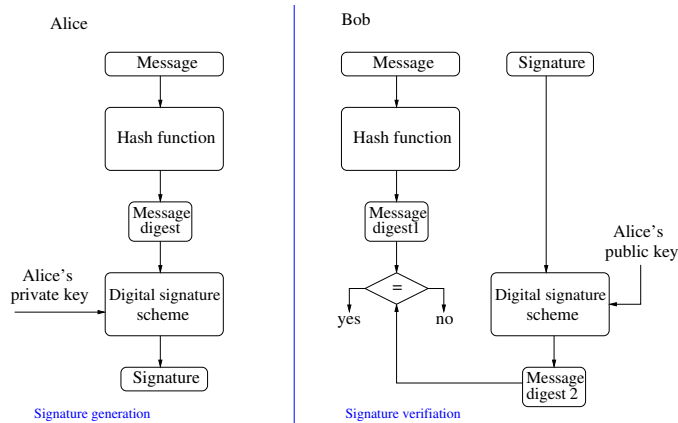 Alice
Message
Hash function
Message
digest
Alice's
private key
Digital signature
scheme
Signature
Signature generation
Bob
Message
Signature
Hash function
Message
digest1
Alice's
public key
=
yes
no
Digital signature
scheme
Message
digest 2
Signature verifiation